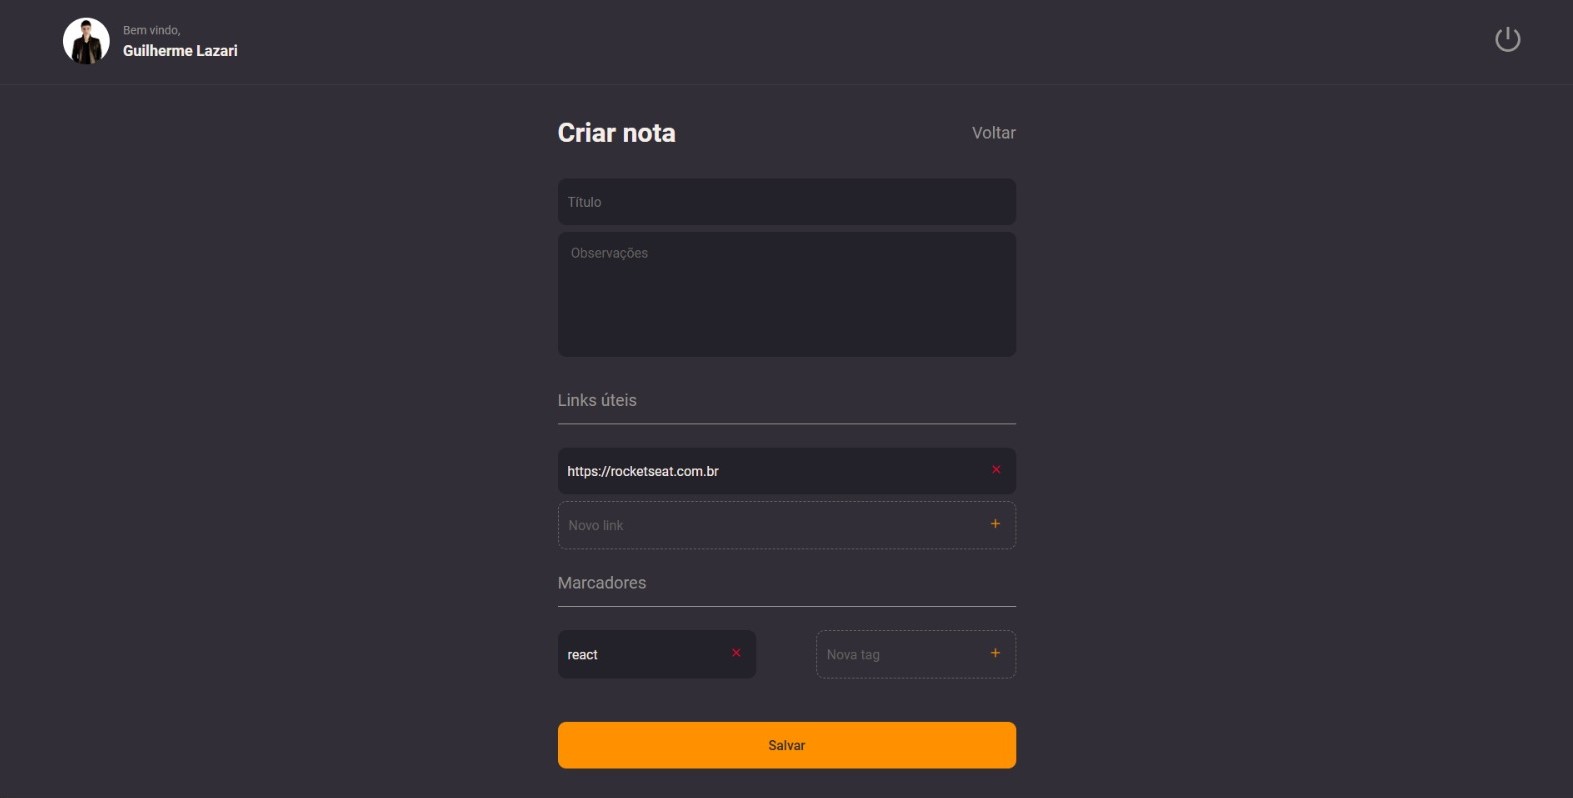 Bem vindo,
Guilherme Lazari
Criar nota
Voltar
Título
Observações
Links úteis
https://rocketseat.com.br
Novo link
Marcadores
react
Nova tag
Salvar